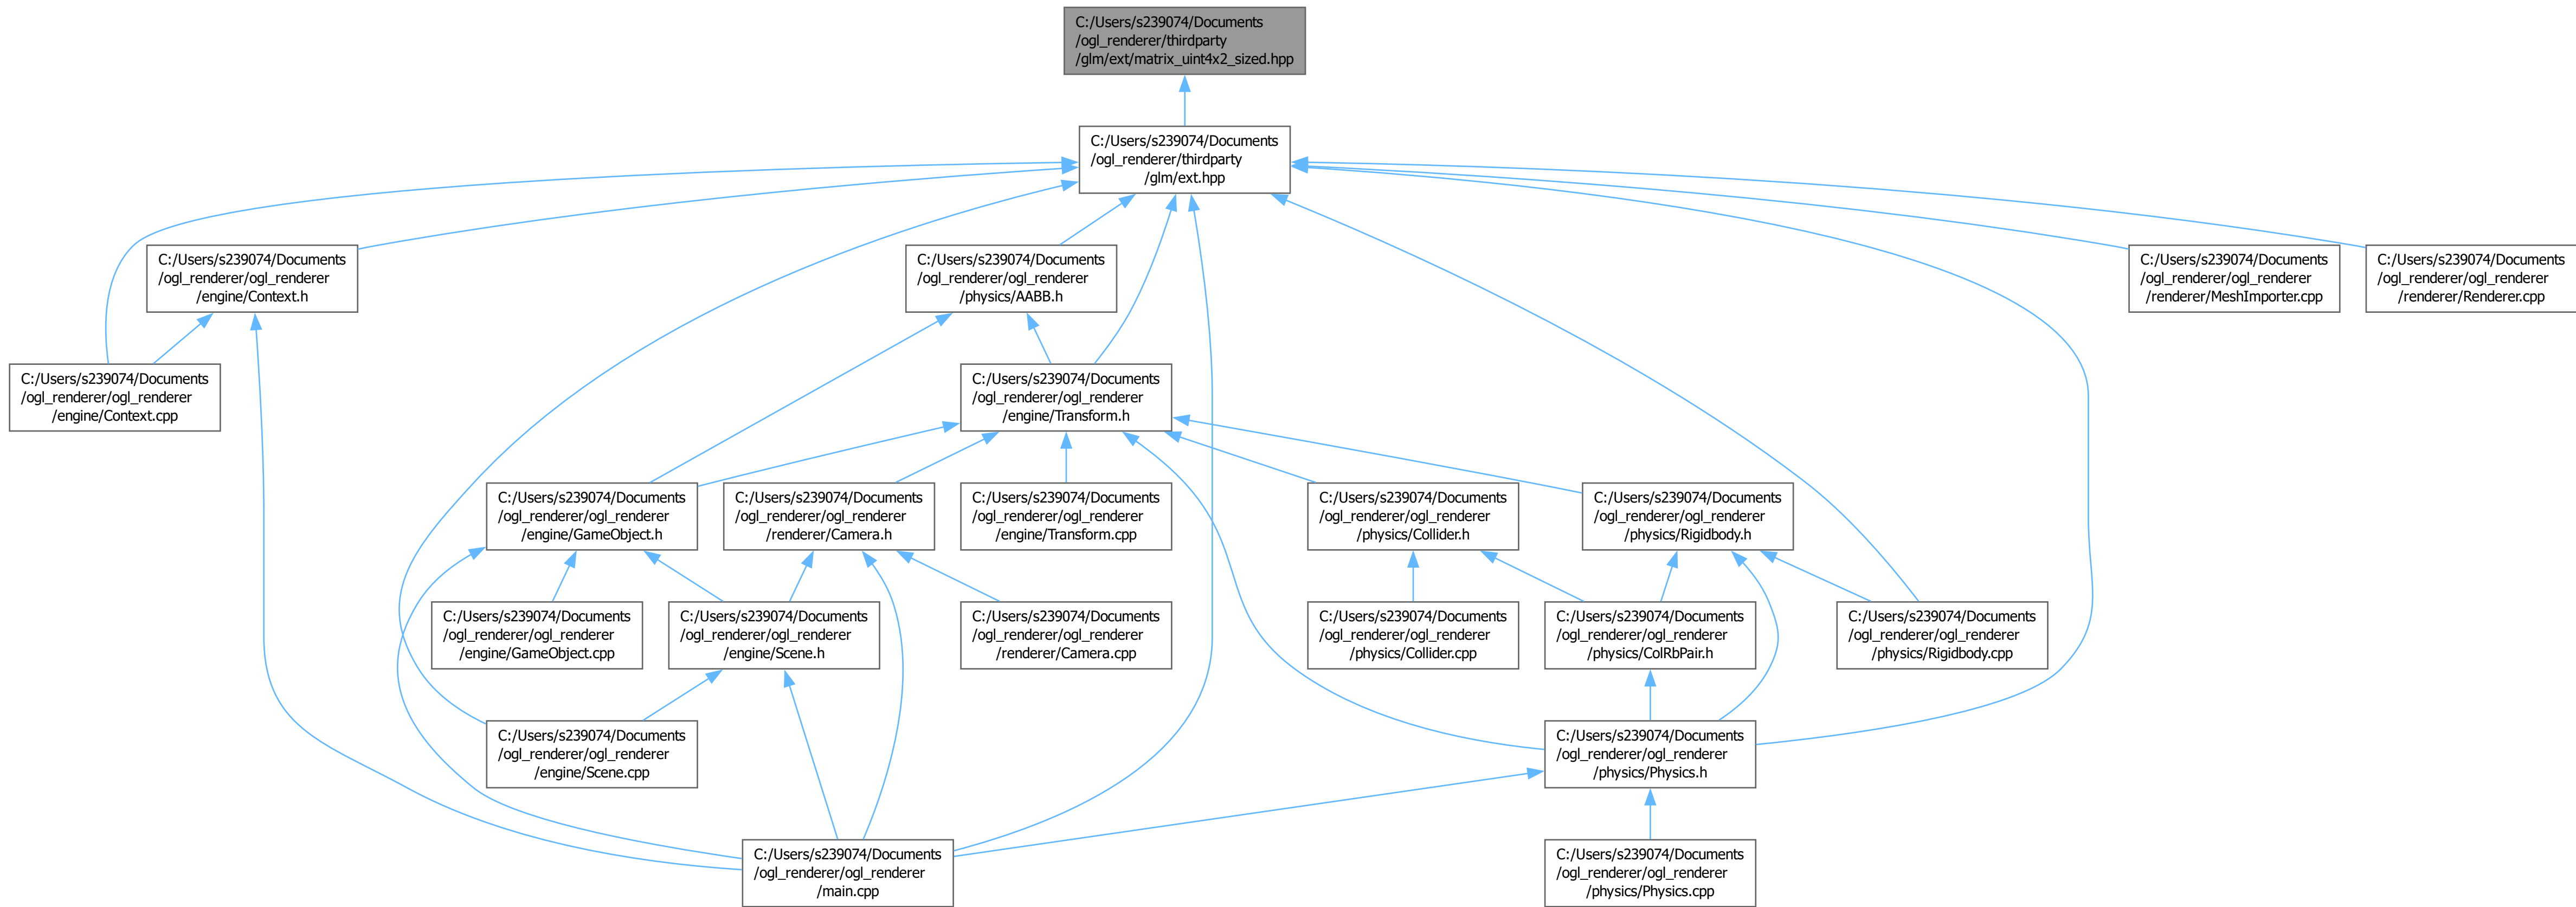 C:/Users/s239074/Documents
/ogl_renderer/thirdparty
/glm/ext/matrix_uint4x2_sized.hpp
C:/Users/s239074/Documents
/ogl_renderer/thirdparty
/glm/ext.hpp
C:/Users/s239074/Documents
/ogl_renderer/ogl_renderer
/engine/Context.h
C:/Users/s239074/Documents
/ogl_renderer/ogl_renderer
/physics/AABB.h
C:/Users/s239074/Documents
/ogl_renderer/ogl_renderer
/renderer/MeshImporter.cpp
C:/Users/s239074/Documents
/ogl_renderer/ogl_renderer
/renderer/Renderer.cpp
C:/Users/s239074/Documents
/ogl_renderer/ogl_renderer
/engine/Context.cpp
C:/Users/s239074/Documents
/ogl_renderer/ogl_renderer
/engine/Transform.h
C:/Users/s239074/Documents
/ogl_renderer/ogl_renderer
/engine/GameObject.h
C:/Users/s239074/Documents
/ogl_renderer/ogl_renderer
/renderer/Camera.h
C:/Users/s239074/Documents
/ogl_renderer/ogl_renderer
/engine/Transform.cpp
C:/Users/s239074/Documents
/ogl_renderer/ogl_renderer
/physics/Collider.h
C:/Users/s239074/Documents
/ogl_renderer/ogl_renderer
/physics/Rigidbody.h
C:/Users/s239074/Documents
/ogl_renderer/ogl_renderer
/engine/GameObject.cpp
C:/Users/s239074/Documents
/ogl_renderer/ogl_renderer
/engine/Scene.h
C:/Users/s239074/Documents
/ogl_renderer/ogl_renderer
/renderer/Camera.cpp
C:/Users/s239074/Documents
/ogl_renderer/ogl_renderer
/physics/Collider.cpp
C:/Users/s239074/Documents
/ogl_renderer/ogl_renderer
/physics/ColRbPair.h
C:/Users/s239074/Documents
/ogl_renderer/ogl_renderer
/physics/Rigidbody.cpp
C:/Users/s239074/Documents
/ogl_renderer/ogl_renderer
/engine/Scene.cpp
C:/Users/s239074/Documents
/ogl_renderer/ogl_renderer
/physics/Physics.h
C:/Users/s239074/Documents
/ogl_renderer/ogl_renderer
/main.cpp
C:/Users/s239074/Documents
/ogl_renderer/ogl_renderer
/physics/Physics.cpp